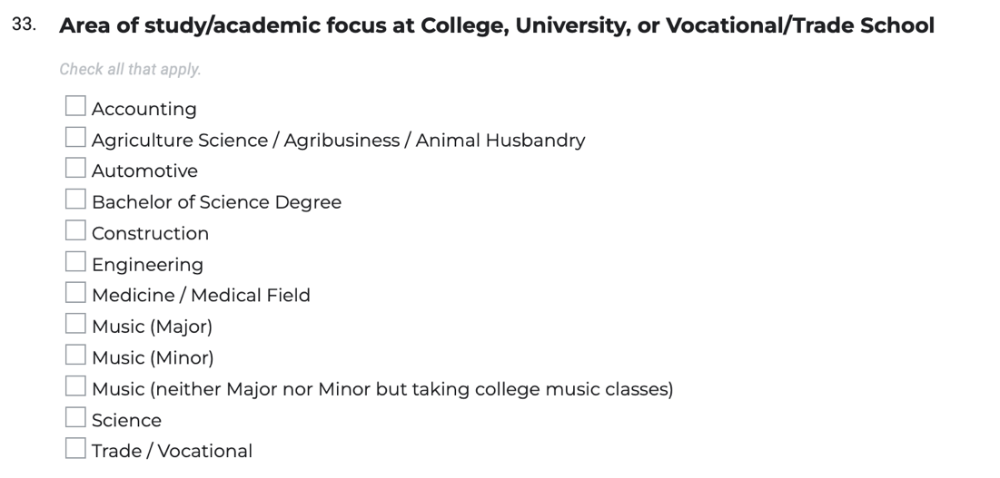 33. Area of study/academic focus at College, University, or Vocational/Trade School
Check all that apply.
Accounting
Agriculture Science / Agribusiness / Animal Husbandry
Automotive
Bachelor of Science Degree
Construction
Engineering
Medicine / Medical Field
Music (Major)
Music (Minor)
Music (neither Major nor Minor but taking college music classes)
Science
Trade / Vocational